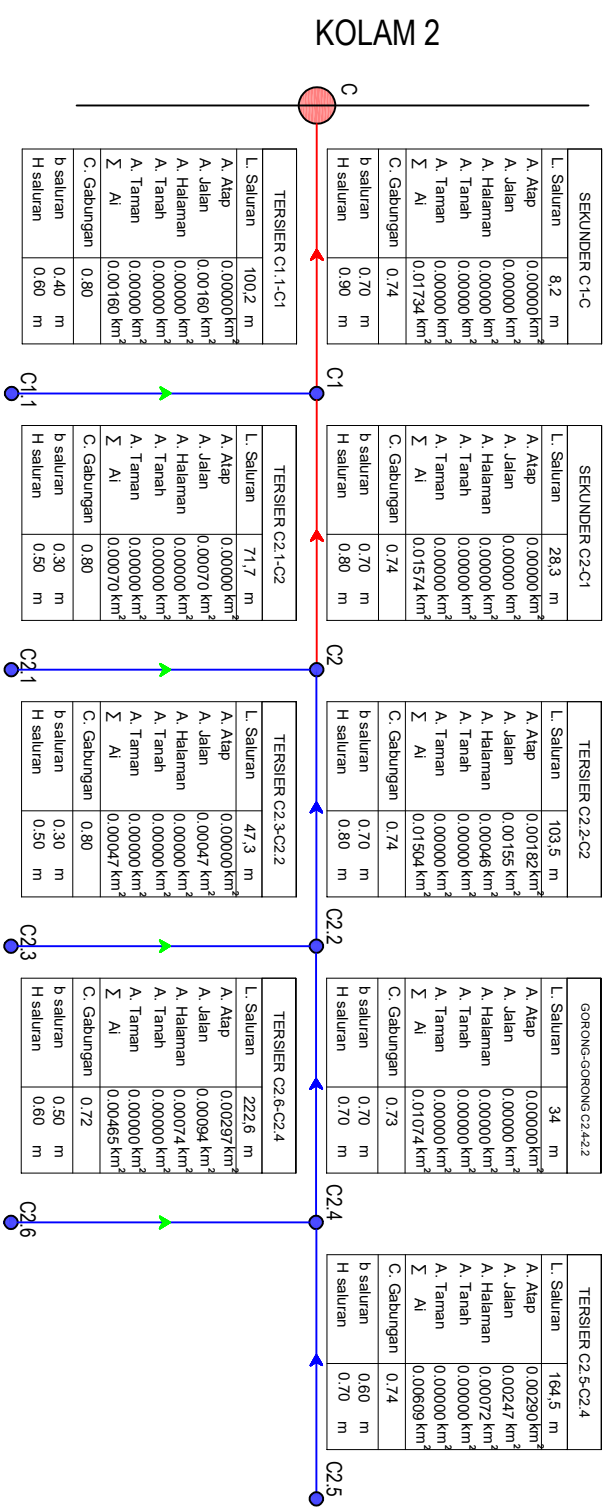 KOLAM 2
C
SEKUNDER C1-C
L. Saluran 8,2 m
A. Atap 0.00000 km²
A. Jalan 0.00000 km²
A. Halaman 0.00000 km²
A. Tanah 0.00000 km²
A. Taman 0.00000 km²
∑ Ai 0.01734 km²
C. Gabungan 0.74
b saluran 0.70 m
H saluran 0.90 m
SEKUNDER C2-C1
L. Saluran 28,3 m
A. Atap 0.00000 km²
A. Jalan 0.00000 km²
A. Halaman 0.00000 km²
A. Tanah 0.00000 km²
A. Taman 0.00000 km²
∑ Ai 0.01574 km²
C. Gabungan 0.74
b saluran 0.70 m
H saluran 0.80 m
TERSIER C2.2-C2
L. Saluran 103,5 m
A. Atap 0.00182 km²
A. Jalan 0.00155 km²
A. Halaman 0.00046 km²
A. Tanah 0.00000 km²
A. Taman 0.00000 km²
∑ Ai 0.01504 km²
C. Gabungan 0.74
b saluran 0.70 m
H saluran 0.80 m
GORONG-GORONG C2.4-2.2
L. Saluran 34 m
A. Atap 0.00000 km²
A. Jalan 0.00000 km²
A. Halaman 0.00000 km²
A. Tanah 0.00000 km²
A. Taman 0.00000 km²
∑ Ai 0.01074 km²
C. Gabungan 0.73
b saluran 0.70 m
H saluran 0.70 m
TERSIER C2.5-C2.4
L. Saluran 164,5 m
A. Atap 0.00290 km²
A. Jalan 0.00247 km²
A. Halaman 0.00072 km²
A. Tanah 0.00000 km²
A. Taman 0.00000 km²
∑ Ai 0.00609 km²
C. Gabungan 0.74
b saluran 0.60 m
H saluran 0.70 m
C1
C2
C2.2
C2.4
C2.5
TERSIER C1.1-C1
L. Saluran 100,2 m
A. Atap 0.00000 km²
A. Jalan 0.00160 km²
A. Halaman 0.00000 km²
A. Tanah 0.00000 km²
A. Taman 0.00000 km²
∑ Ai 0.00160 km²
C. Gabungan 0.80
b saluran 0.40 m
H saluran 0.60 m
TERSIER C2.1-C2
L. Saluran 71,7 m
A. Atap 0.00000 km²
A. Jalan 0.00070 km²
A. Halaman 0.00000 km²
A. Tanah 0.00000 km²
A. Taman 0.00000 km²
∑ Ai 0.00070 km²
C. Gabungan 0.80
b saluran 0.30 m
H saluran 0.50 m
TERSIER C2.3-C2.2
L. Saluran 47,3 m
A. Atap 0.00000 km²
A. Jalan 0.00047 km²
A. Halaman 0.00000 km²
A. Tanah 0.00000 km²
A. Taman 0.00000 km²
∑ Ai 0.00047 km²
C. Gabungan 0.80
b saluran 0.30 m
H saluran 0.50 m
TERSIER C2.6-C2.4
L. Saluran 222,6 m
A. Atap 0.00297 km²
A. Jalan 0.00094 km²
A. Halaman 0.00074 km²
A. Tanah 0.00000 km²
A. Taman 0.00000 km²
∑ Ai 0.00465 km²
C. Gabungan 0.72
b saluran 0.50 m
H saluran 0.60 m
C1.1
C2.1
C2.3
C2.6